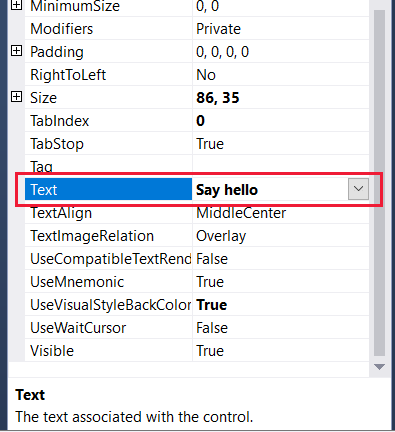 MinimumSize 0, 0
Modifiers Private
Padding 0, 0, 0, 0
RightToLeft No
Size 86, 35
TabIndex 0
TabStop True
Tag
Text Say hello
TextAlign MiddleCenter
TextImageRelation Overlay
UseCompatibleTextRend False
UseMnemonic True
UseVisualStyleBackColor True
UseWaitCursor False
Visible True
Text
The text associated with the control.